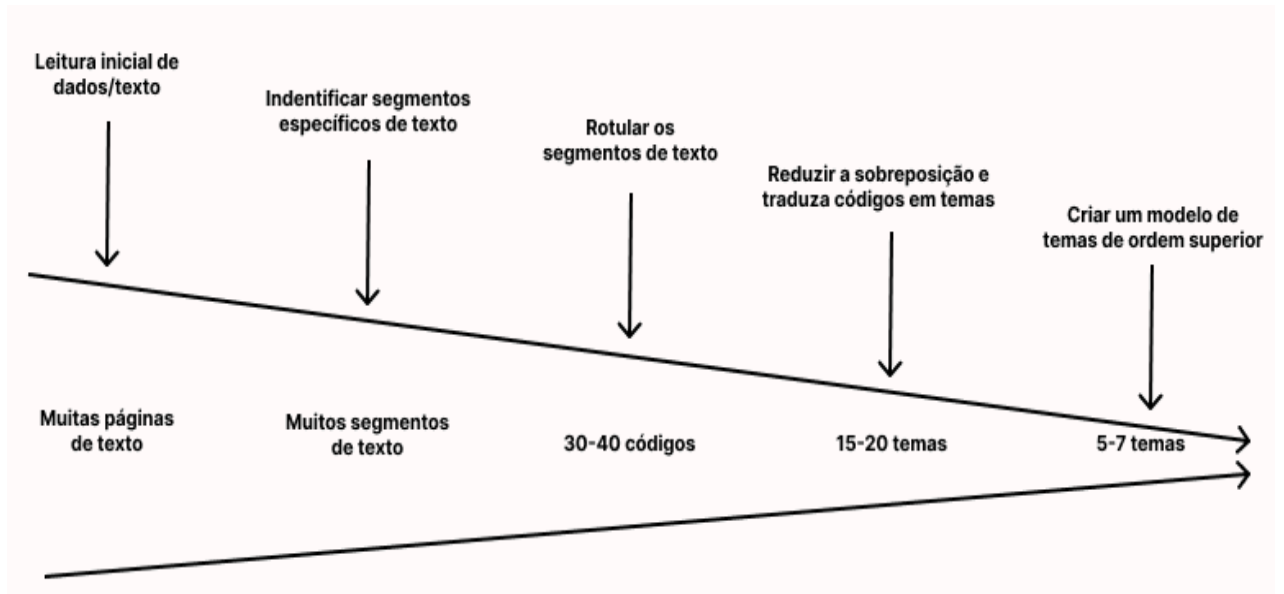 Leitura inicial de
dados/texto
Indentificar segmentos
específicos de texto
Rotular os
segmentos de texto
Reduzir a sobreposição e
traduza códigos em temas
Criar um modelo de
temas de ordem superior
Muitas páginas
de texto
Muitos segmentos
de texto
30-40 códigos
15-20 temas
5-7 temas